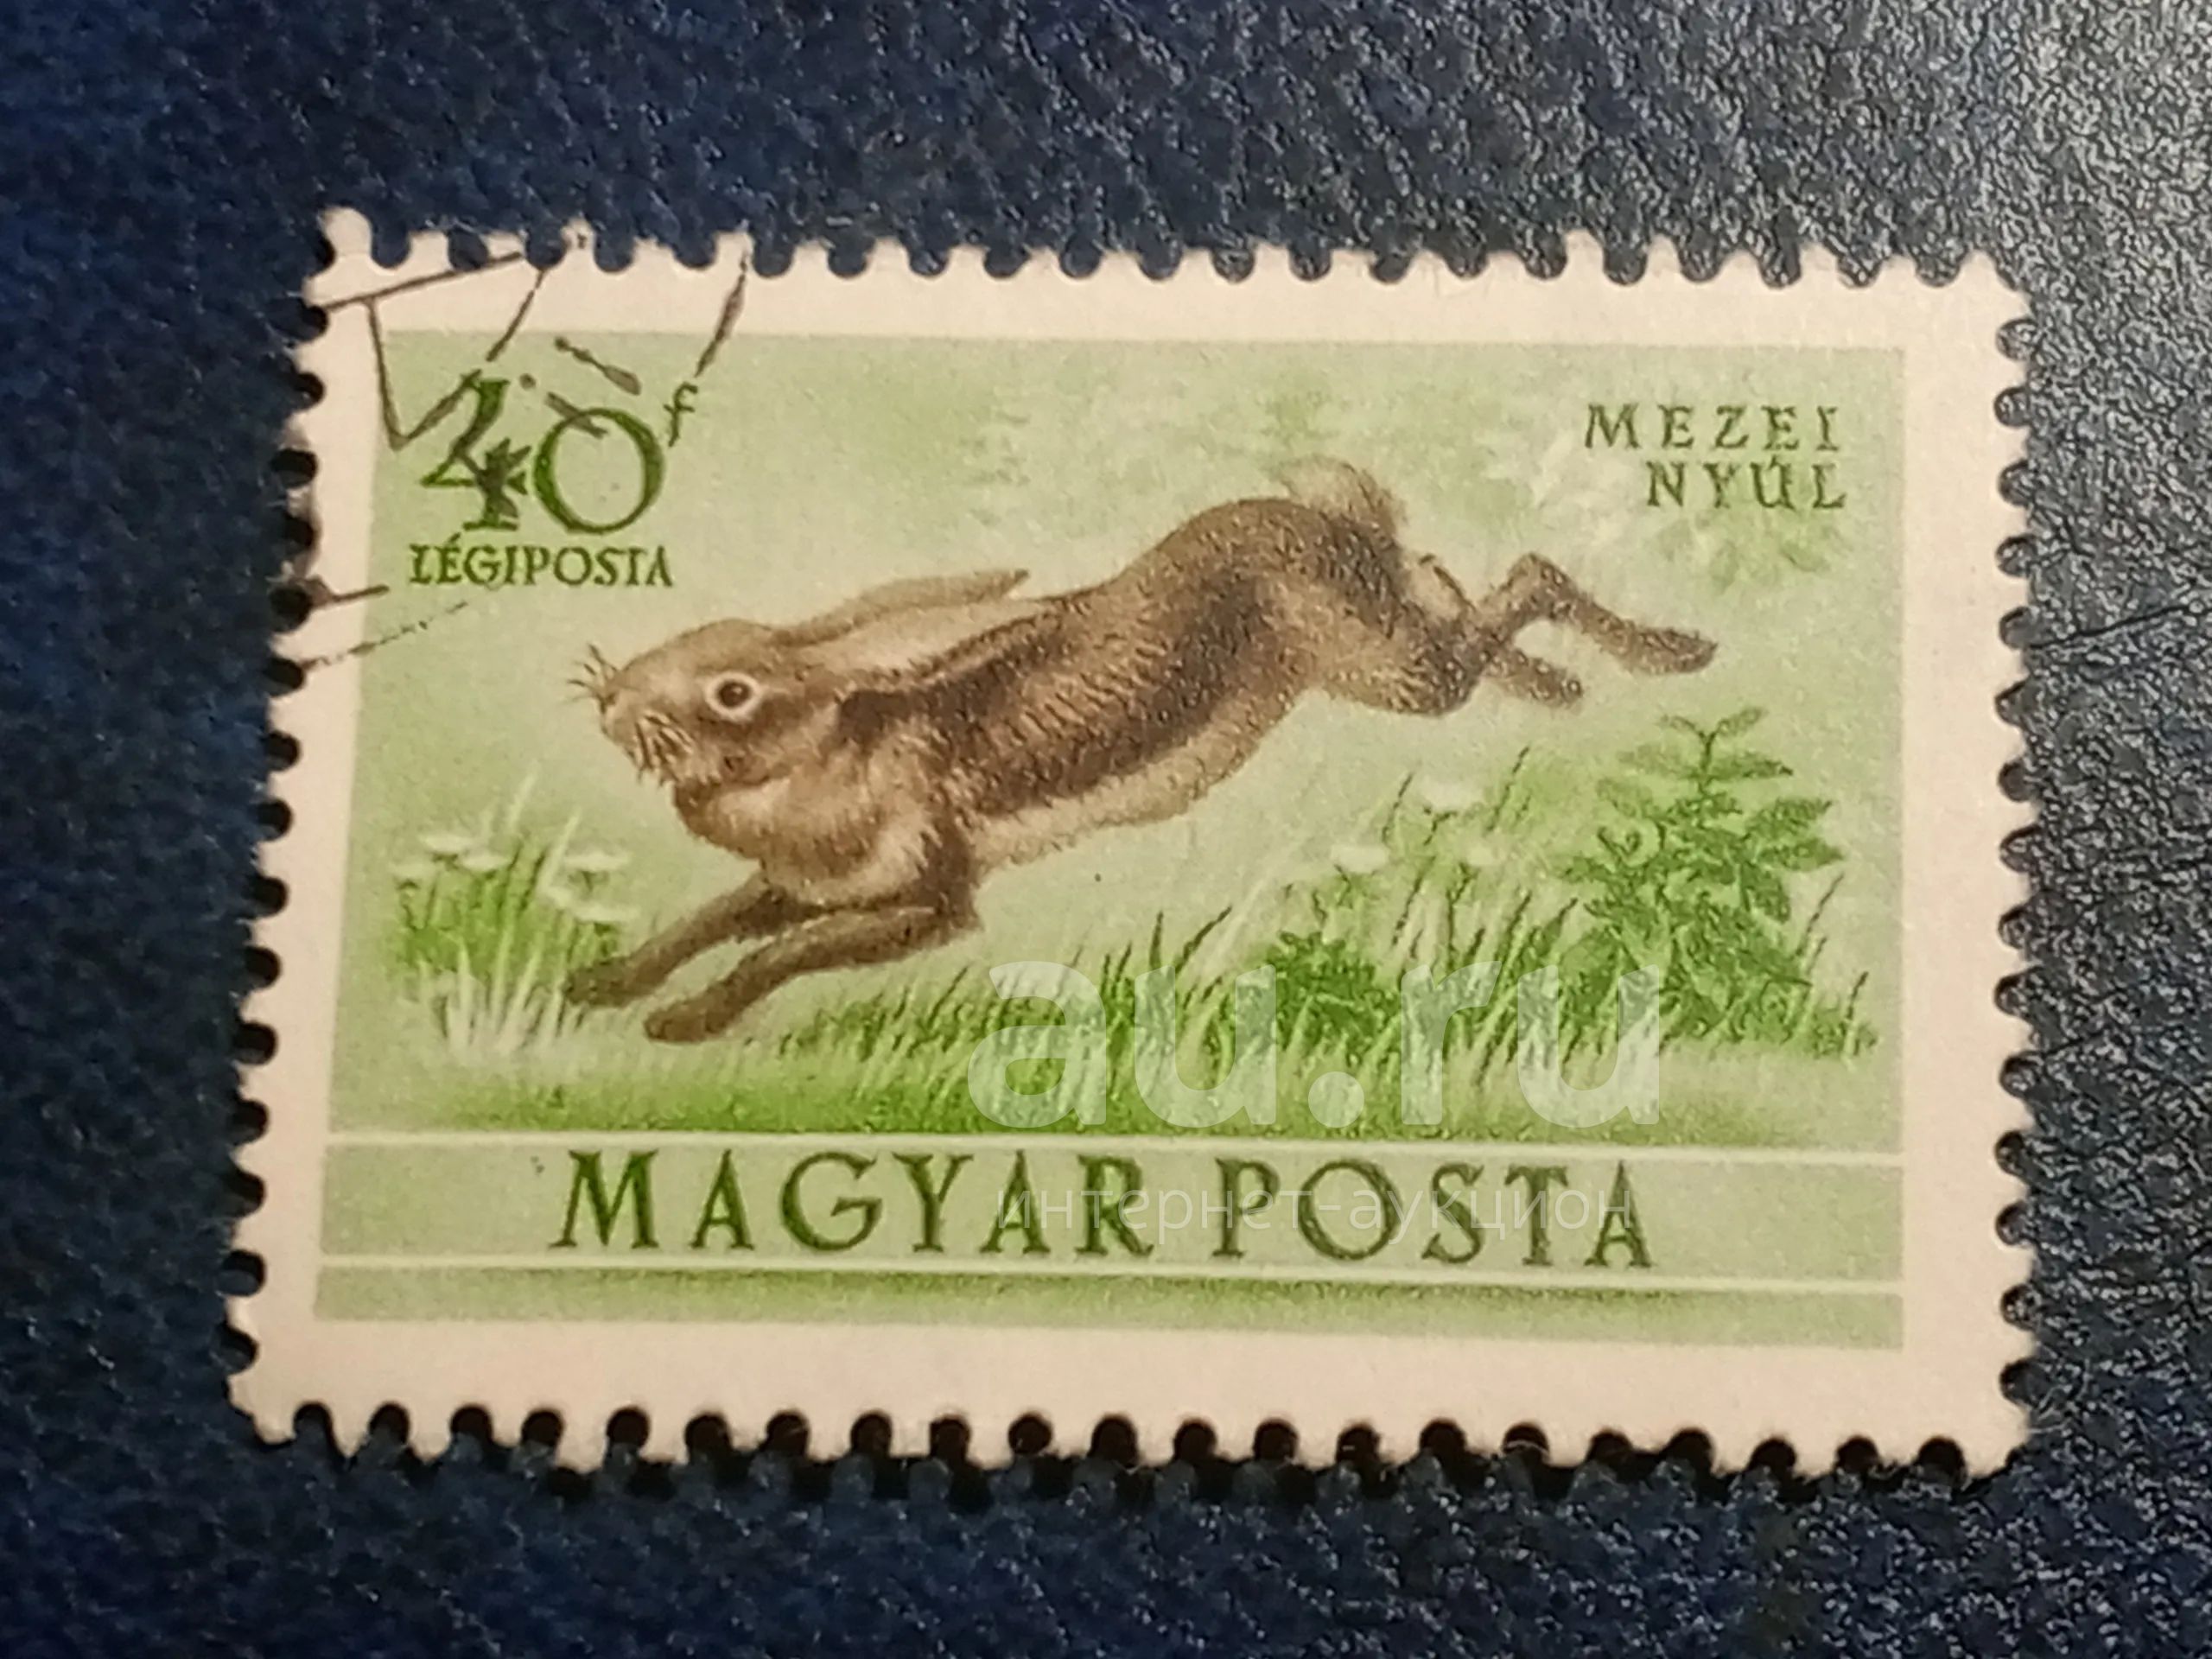 40f
LÉGIPOSTA
MEZEI
NYÚL
au.ru
MAGYAR POSTA
интернет-аукцион